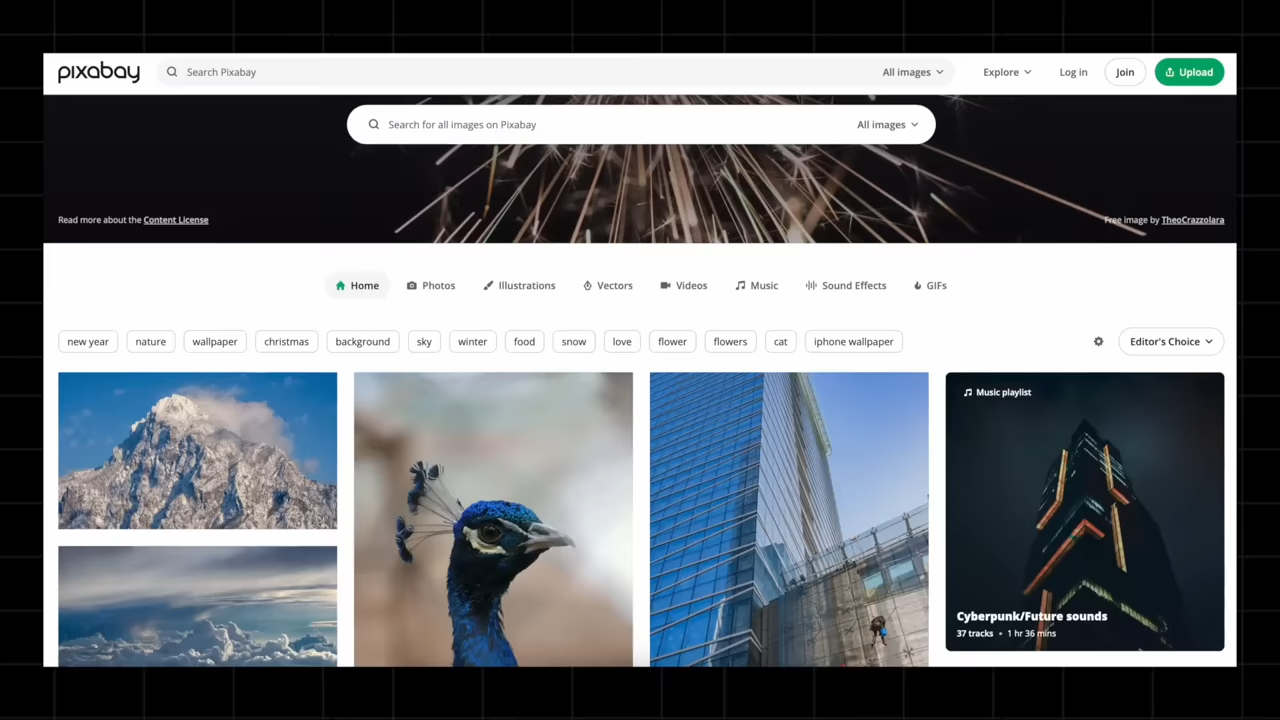 pixabay
Search Pixabay
All images
Explore
Log in
Join
Upload
Search for all images on Pixabay
All images
Read more about the Content License
Free image by TheoCrazzolara
Home
Photos
Illustrations
Vectors
Videos
Music
Sound Effects
GIFs
new year
nature
wallpaper
christmas
background
sky
winter
food
snow
love
flower
flowers
cat
iphone wallpaper
Editor's Choice
Music playlist
Cyberpunk/Future sounds
37 tracks • 1 hr 36 mins